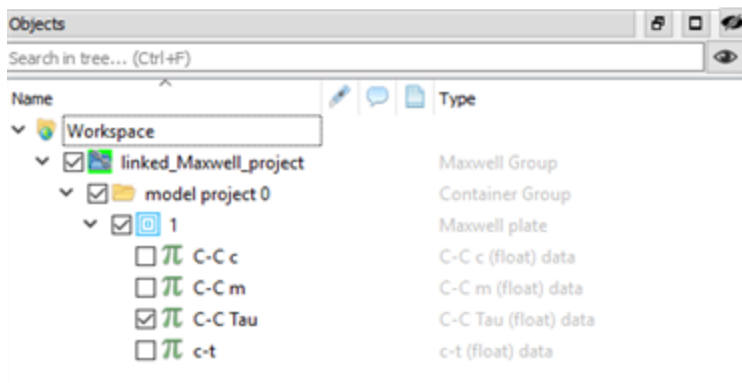 Objects
Search in tree... (Ctrl+F)
Name Type
Workspace
linked_Maxwell_project Maxwell Group
model project 0 Container Group
1 Maxwell plate
π C-C c C-C c (float) data
π C-C m C-C m (float) data
π C-C Tau C-C Tau (float) data
π c-t c-t (float) data